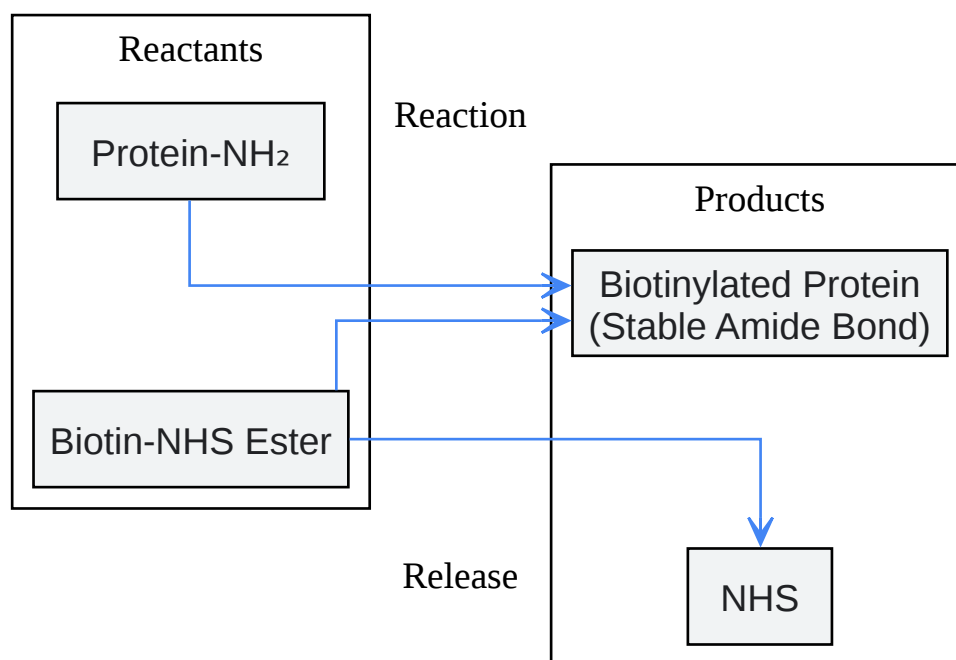 Reactants
Protein-NH₂
Biotin-NHS Ester
Reaction
Release
Products
Biotinylated Protein
(Stable Amide Bond)
NHS